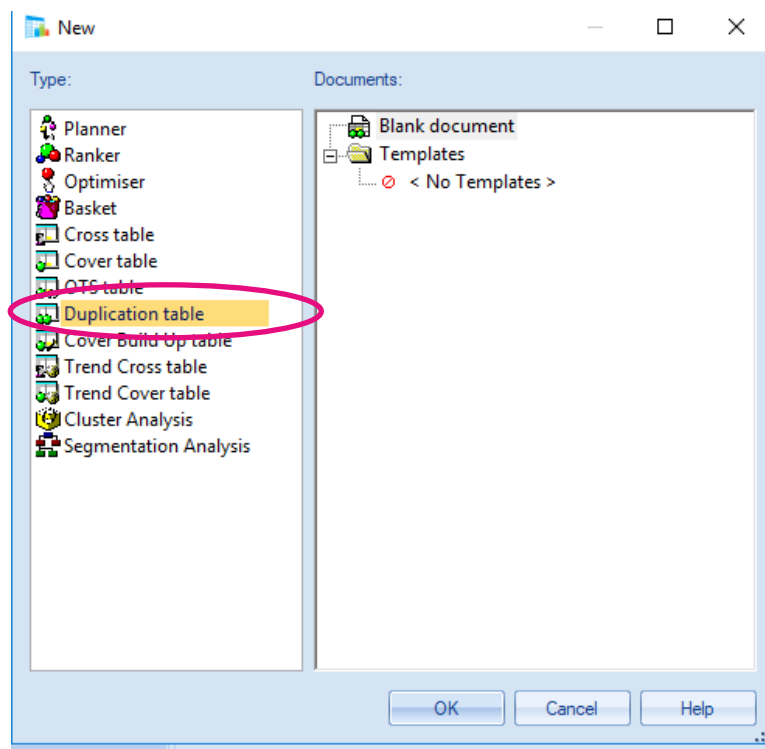 New
Type:
Documents:
Planner
Ranker
Optimiser
Basket
Cross table
Cover table
OTS table
Duplication table
Cover Build Up table
Trend Cross table
Trend Cover table
Cluster Analysis
Segmentation Analysis
Blank document
Templates
< No Templates >
OK
Cancel
Help